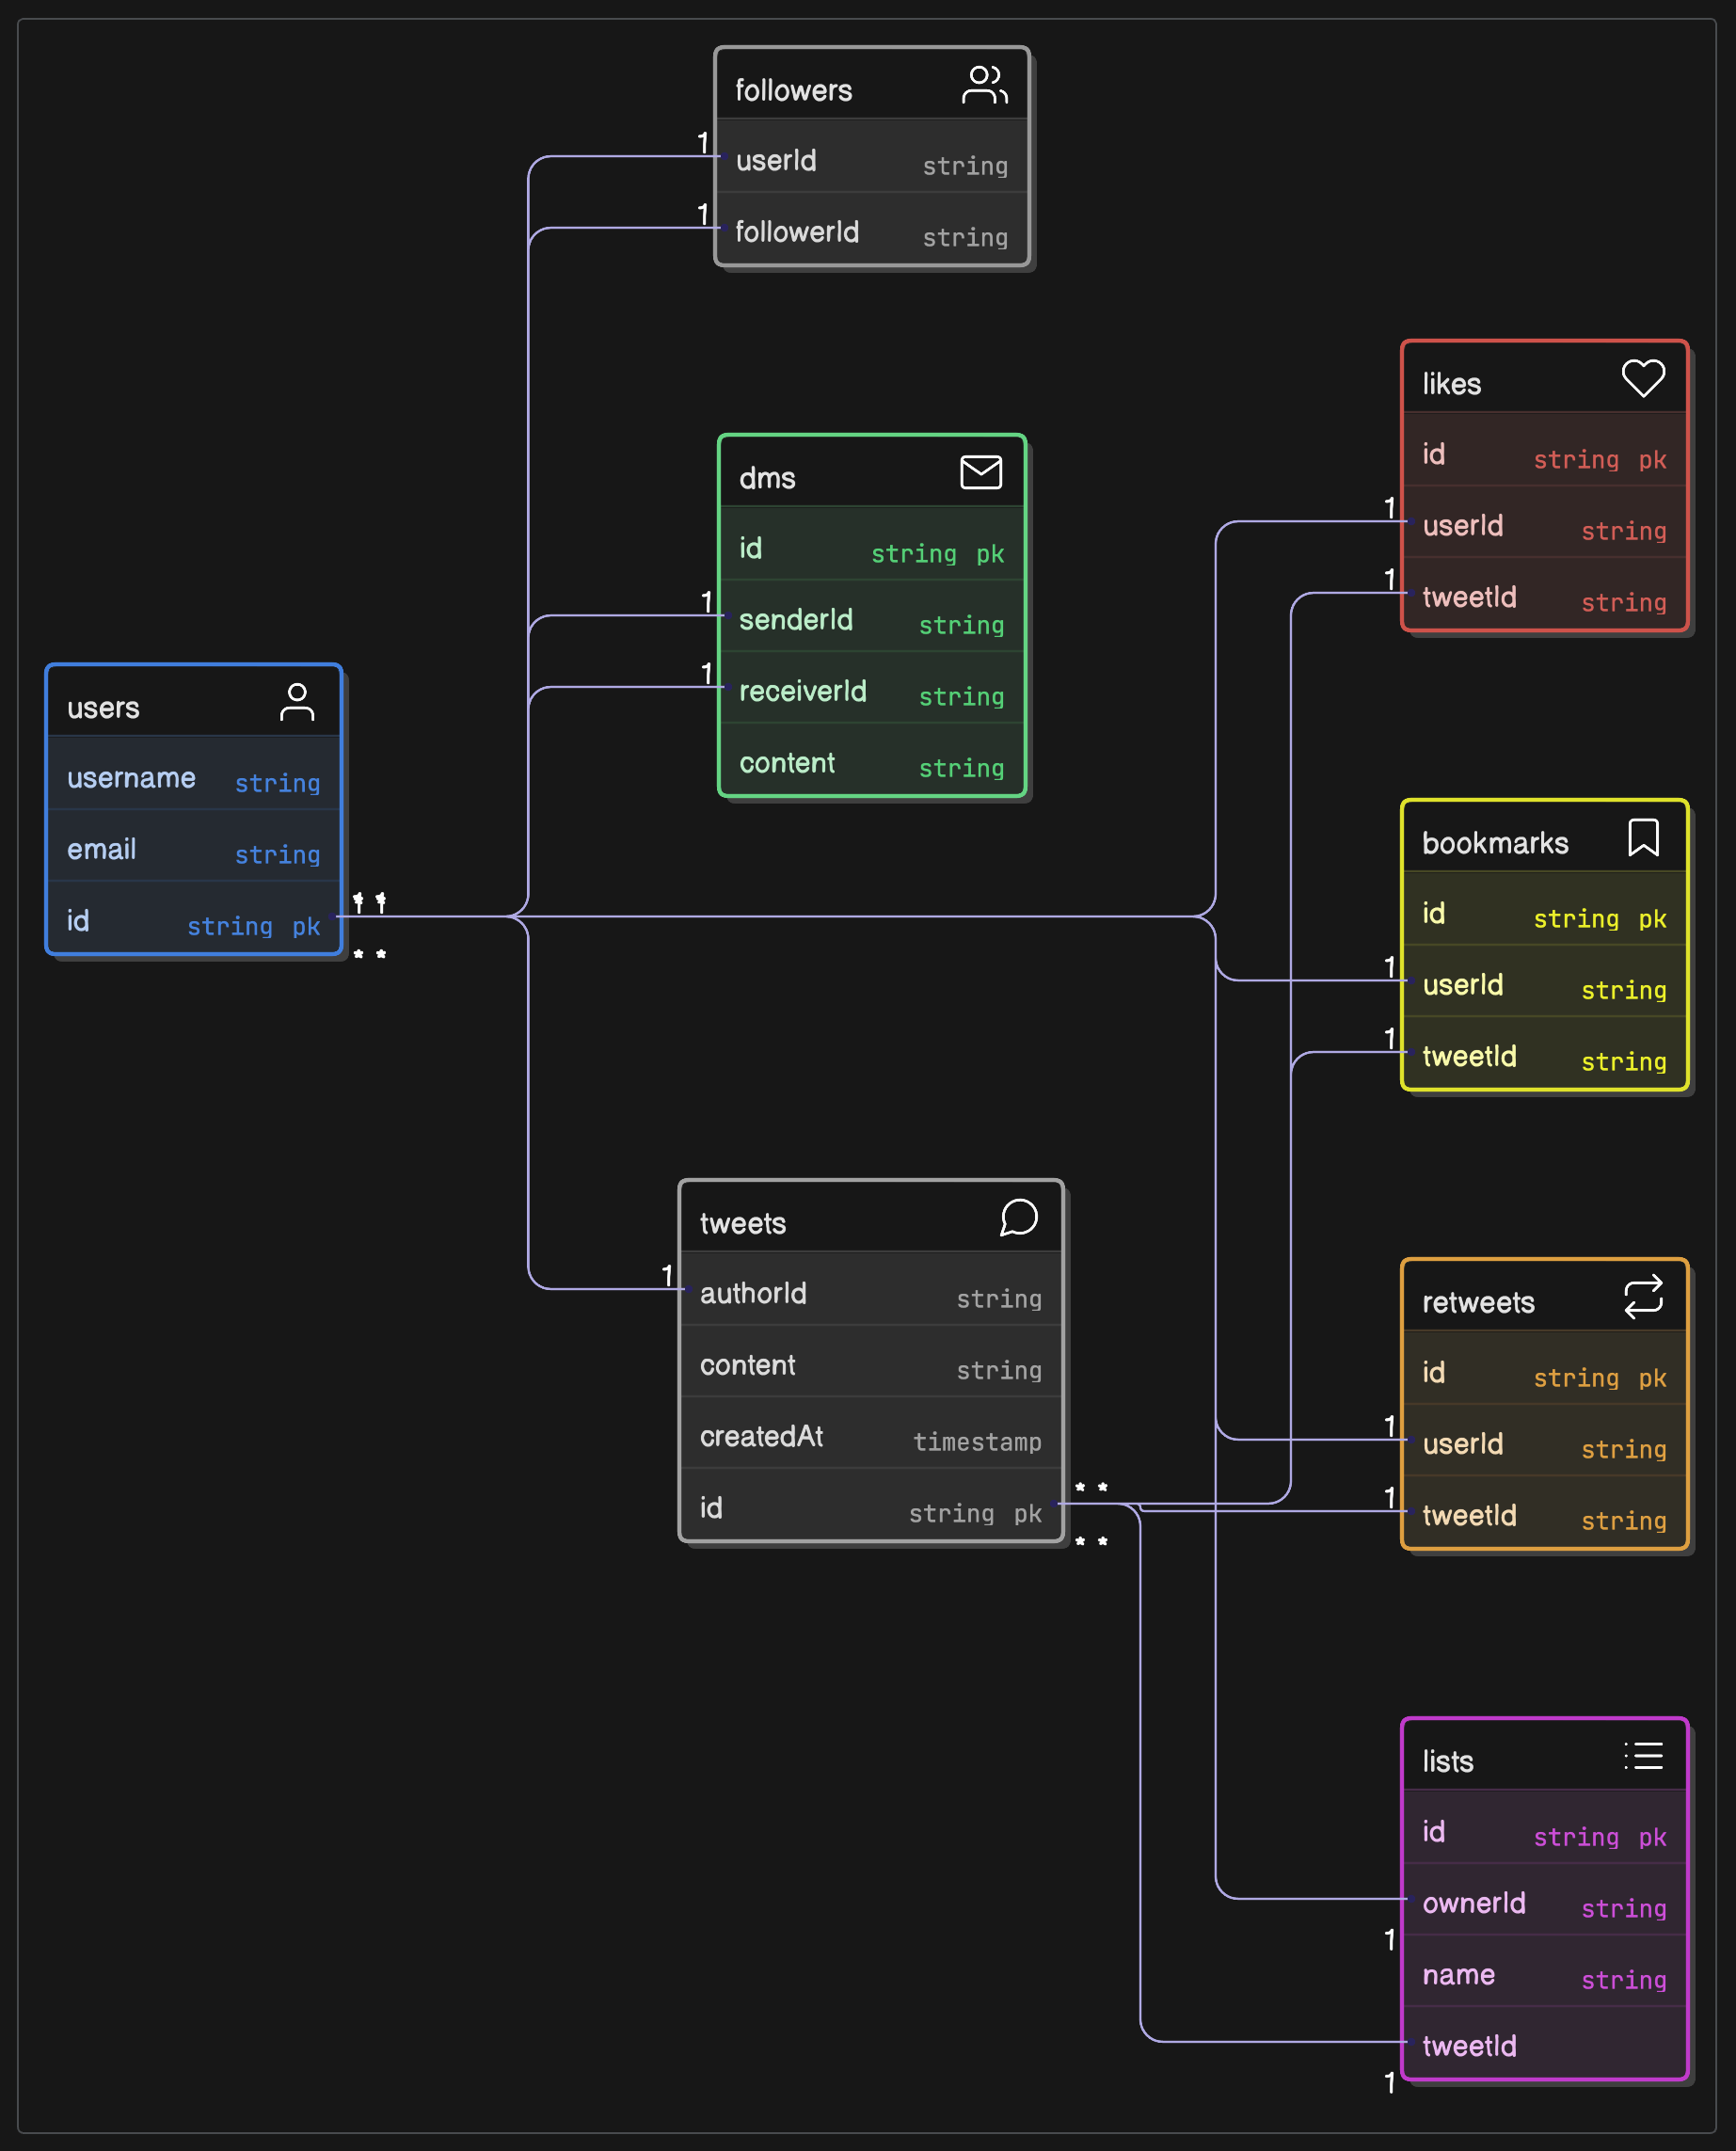 followers
1
userId string
1
followerId string
likes
id string pk
1
userId string
1
tweetId string
dms
id string pk
1
senderId string
1
receiverId string
content string
users
username string
email string
id string pk
* *
bookmarks
id string pk
1
userId string
1
tweetId string
tweets
1
authorId string
content string
createdAt timestamp
id string pk
* *
* *
retweets
id string pk
1
userId string
1
tweetId string
lists
id string pk
ownerId string
1
name string
tweetId
1